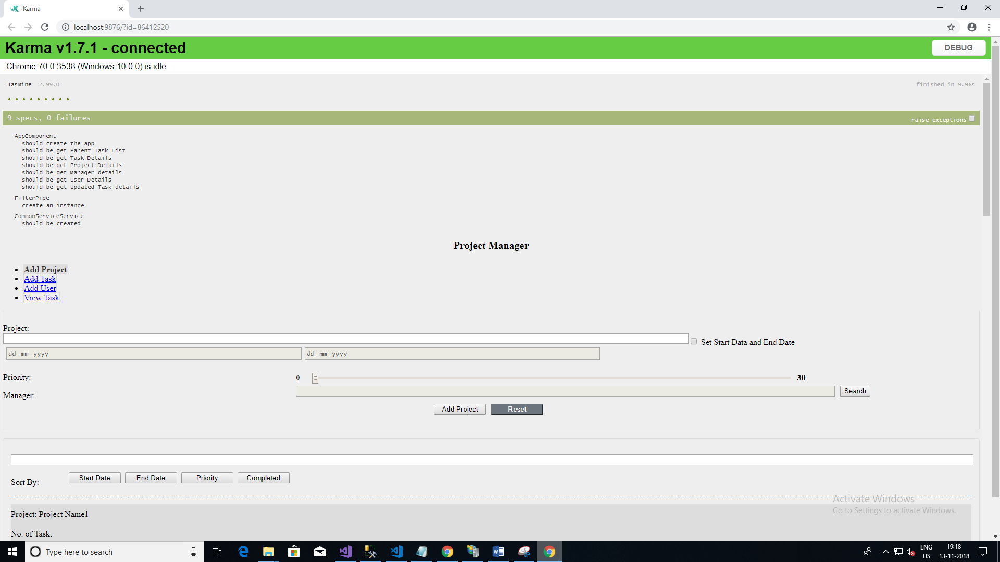 Karma
localhost:9876/?id=86412520
Karma v1.7.1 - connected
DEBUG
Chrome 70.0.3538 (Windows 10.0.0) is idle
Jasmine 2.99.0
finished in 9.96s
9 specs, 0 failures
raise exceptions
AppComponent
should create the app
should be get Parent Task List
should be get Task Details
should be get Project Details
should be get Manager details
should be get User Details
should be get Updated Task details
FilterPipe
create an instance
CommonServiceService
should be created
Project Manager
Add Project
Add Task
Add User
View Task
Project:
Set Start Data and End Date
dd-mm-yyyy dd-mm-yyyy
Priority: 0 30
Manager: Search
Add Project Reset
Sort By: Start Date End Date Priority Completed
Activate Windows
Go to Settings to activate Windows.
Project: Project Name1
No. of Task:
Type here to search
ENG
US
19:18
13-11-2018